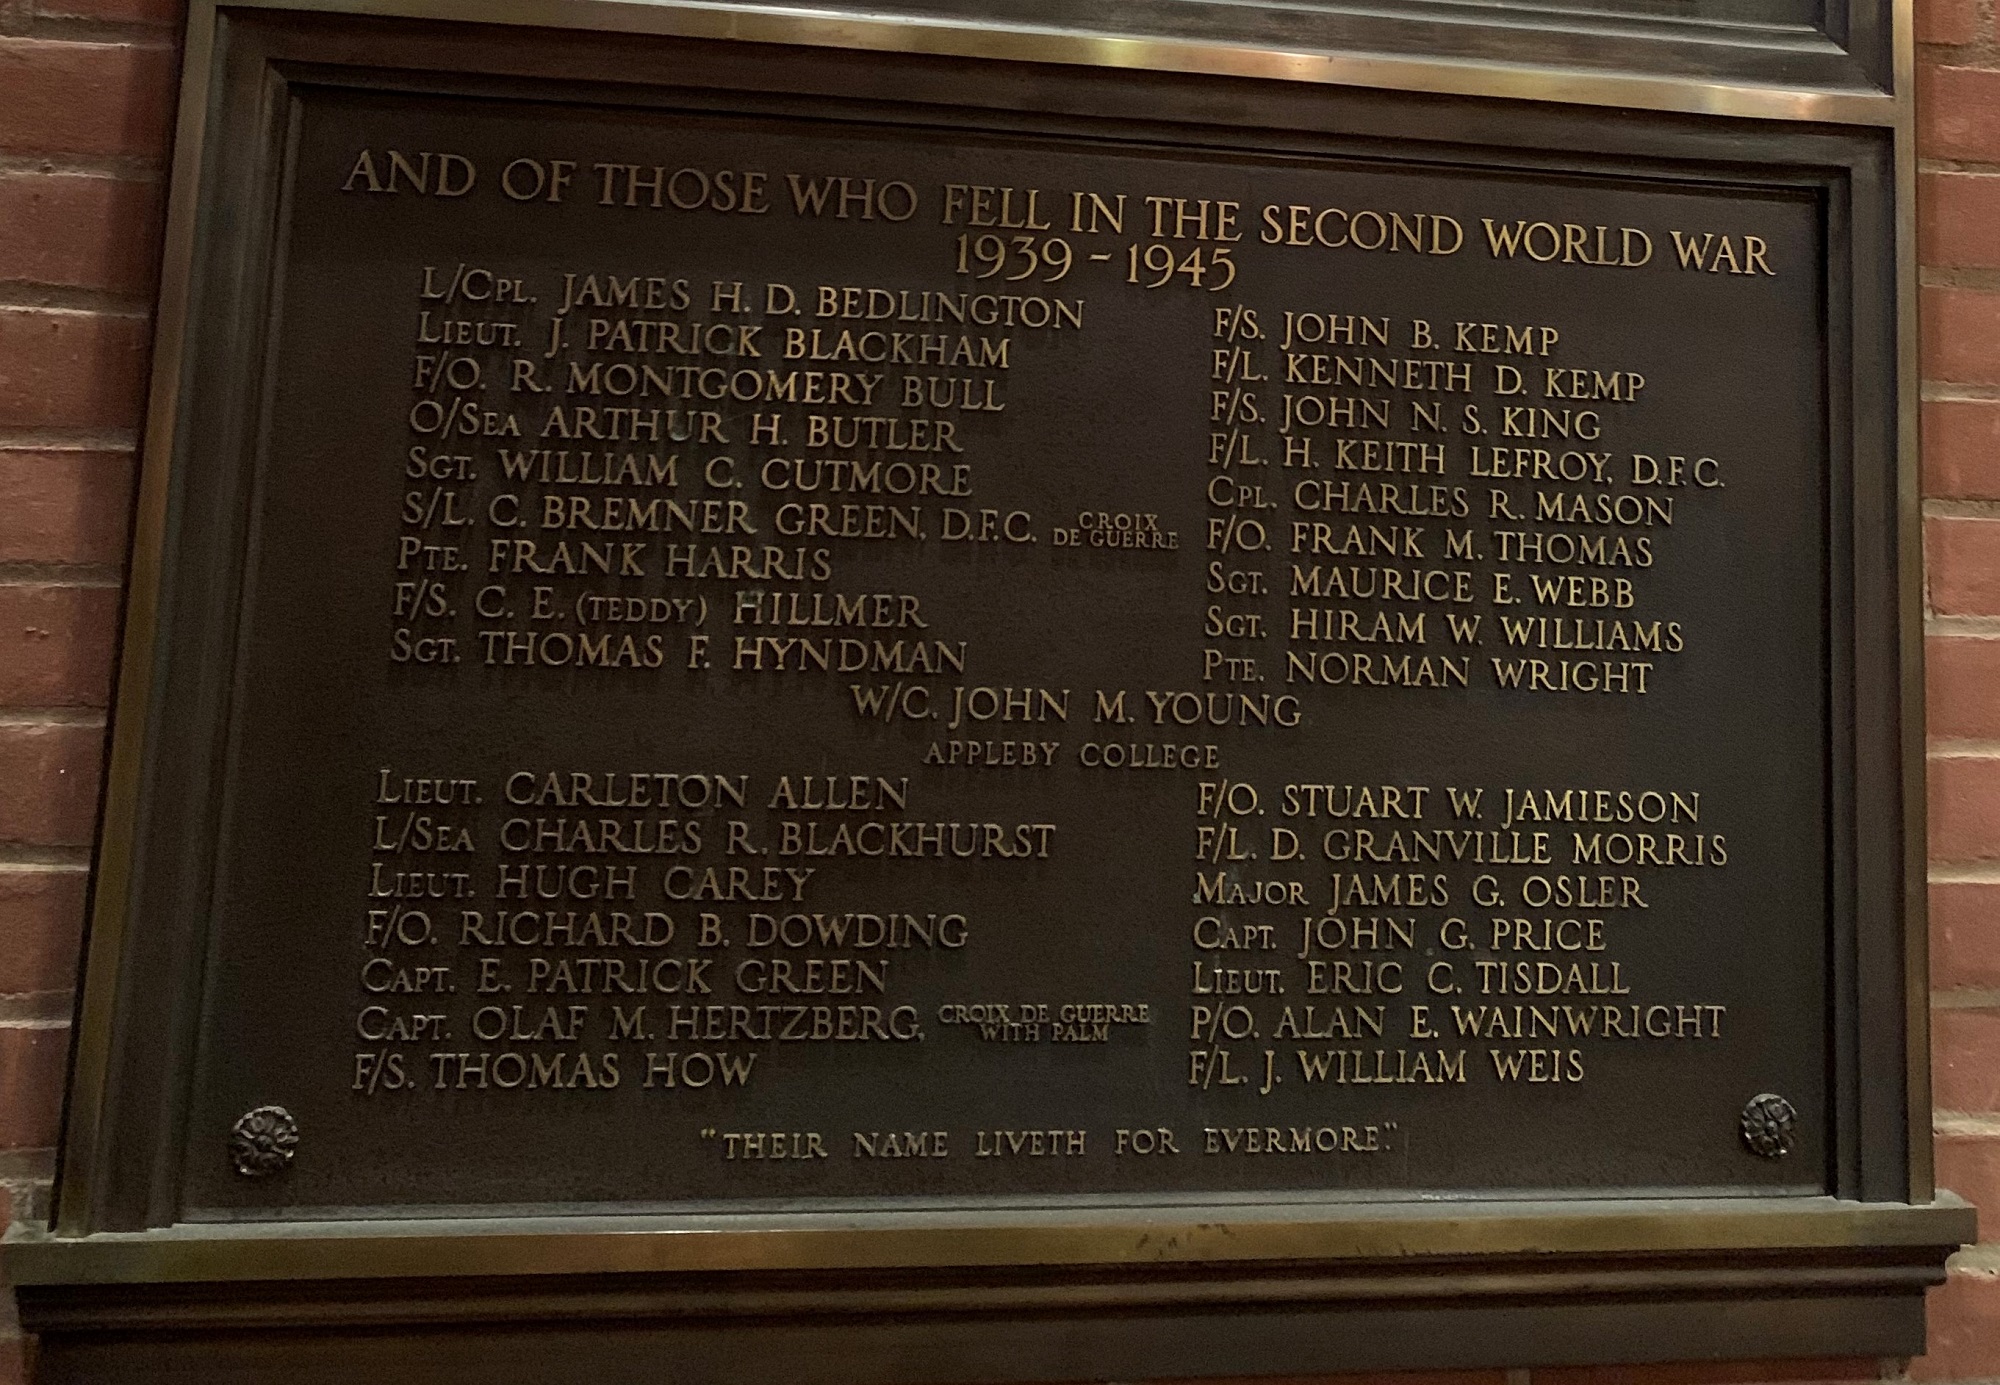 AND OF THOSE WHO FELL IN THE SECOND WORLD WAR
1939 - 1945
L/CPL. JAMES H. D. BEDLINGTON
LIEUT. J. PATRICK BLACKHAM
F/O. R. MONTGOMERY BULL
O/SEA ARTHUR H. BUTLER
SGT. WILLIAM C. CUTMORE
S/L. C. BREMNER GREEN, D.F.C. CROIX DE GUERRE
PTE. FRANK HARRIS
F/S. C. E. (TEDDY) HILLMER
SGT. THOMAS F. HYNDMAN
F/S. JOHN B. KEMP
F/L. KENNETH D. KEMP
F/S. JOHN N. S. KING
F/L. H. KEITH LEFROY, D.F.C.
CPL. CHARLES R. MASON
F/O. FRANK M. THOMAS
SGT. MAURICE E. WEBB
SGT. HIRAM W. WILLIAMS
PTE. NORMAN WRIGHT
W/C. JOHN M. YOUNG
APPLEBY COLLEGE
LIEUT. CARLETON ALLEN
L/SEA CHARLES R. BLACKHURST
LIEUT. HUGH CAREY
F/O. RICHARD B. DOWDING
CAPT. E. PATRICK GREEN
CAPT. OLAF M. HERTZBERG, CROIX DE GUERRE WITH PALM
F/S. THOMAS HOW
F/O. STUART W. JAMIESON
F/L. D. GRANVILLE MORRIS
MAJOR JAMES G. OSLER
CAPT. JOHN G. PRICE
LIEUT. ERIC C. TISDALL
P/O. ALAN E. WAINWRIGHT
F/L. J. WILLIAM WEIS
"THEIR NAME LIVETH FOR EVERMORE."